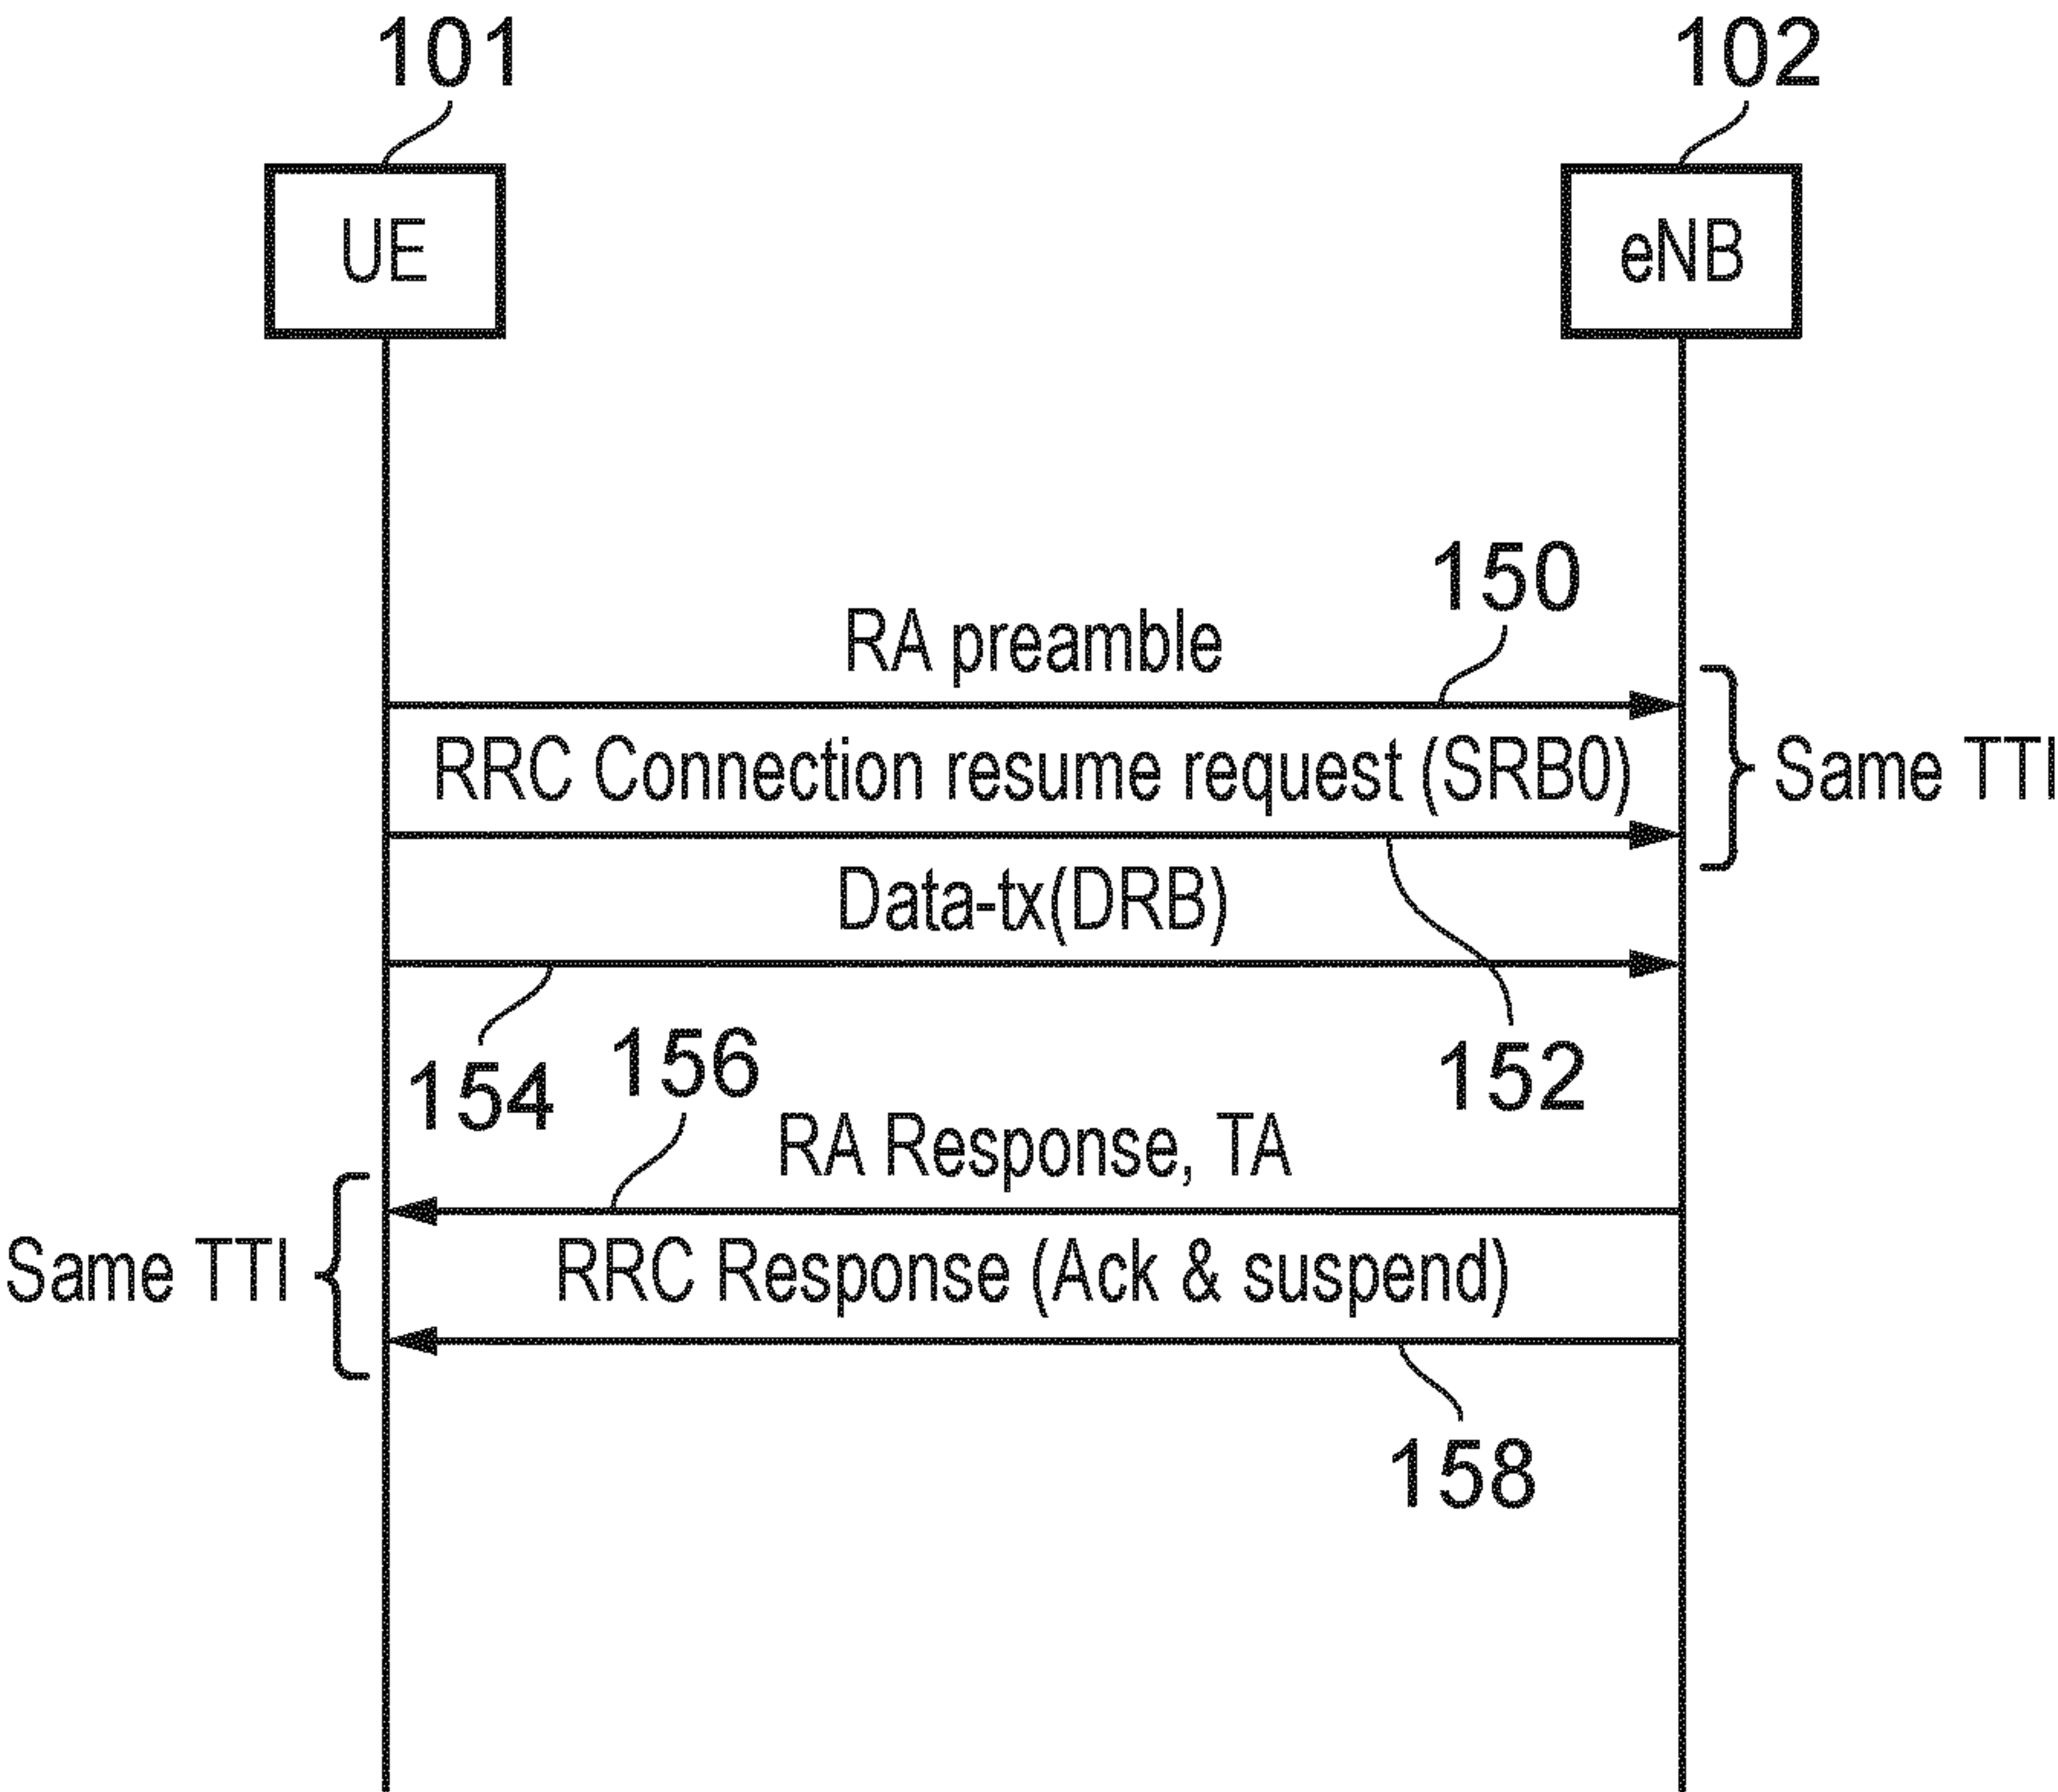 101
102
UE
eNB
150
RA preamble
RRC Connection resume request (SRB0)
Same TTI
Data-tx(DRB)
154
156
152
RA Response, TA
Same TTI
RRC Response (Ack & suspend)
158